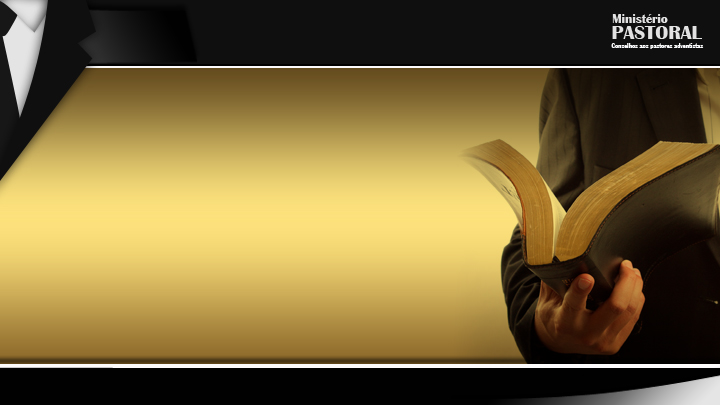 Ministério
PASTORAL
Conselhos aos pastores adventistas